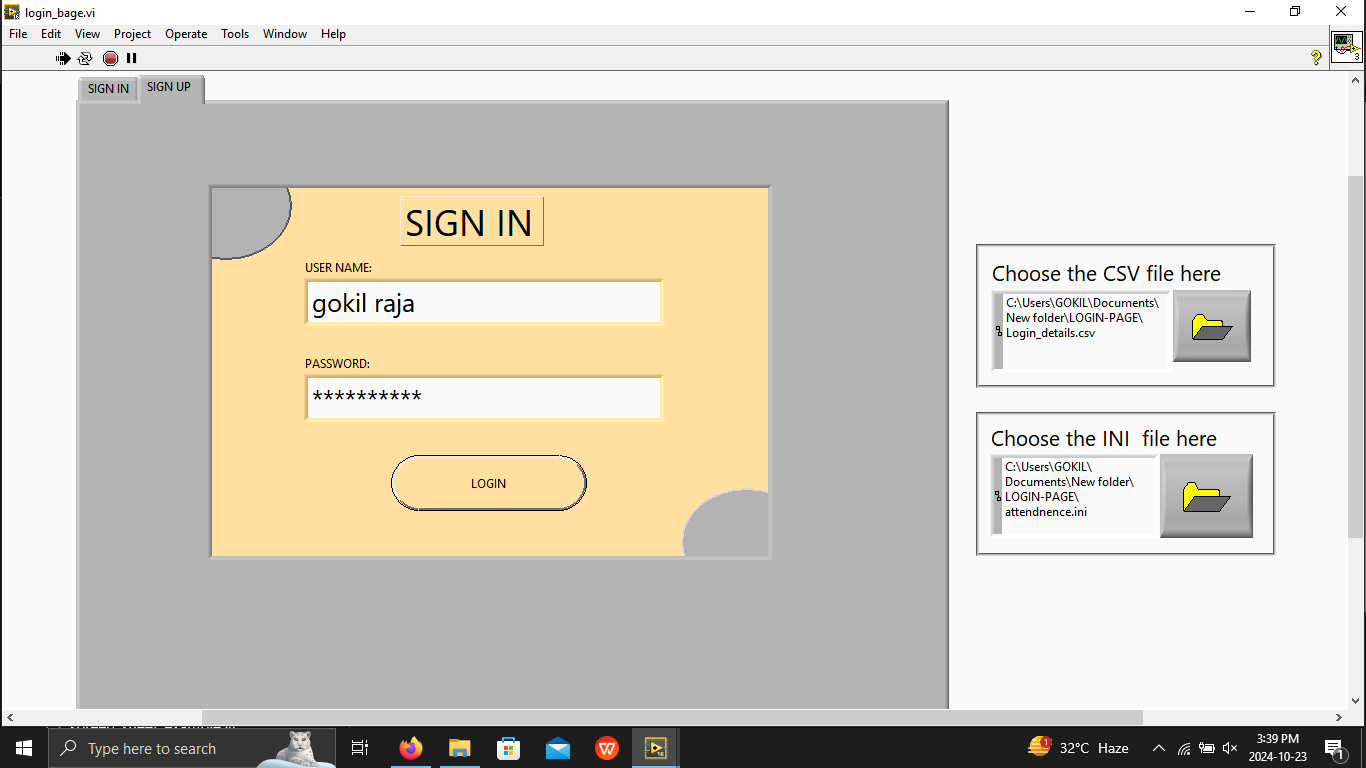 login_bage.vi
File Edit View Project Operate Tools Window Help
SIGN IN
SIGN UP
SIGN IN
USER NAME:
gokil raja
PASSWORD:
**********
LOGIN
Choose the CSV file here
C:\Users\GOKIL\Documents\
New folder\LOGIN-PAGE\
Login_details.csv
Choose the INI  file here
C:\Users\GOKIL\
Documents\New folder\
LOGIN-PAGE\
attendnence.ini
Type here to search
32°C Haze
3:39 PM
2024-10-23